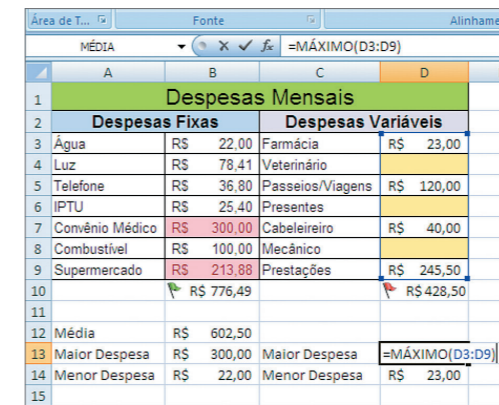 Área de T... Fonte Alinhame
MÉDIA fx =MÁXIMO(D3:D9)
A B C D
1 Despesas Mensais
2 Despesas Fixas Despesas Variáveis
3 Água R$ 22,00 Farmácia R$ 23,00
4 Luz R$ 78,41 Veterinário
5 Telefone R$ 36,80 Passeios/Viagens R$ 120,00
6 IPTU R$ 25,40 Presentes
7 Convênio Médico R$ 300,00 Cabeleireiro R$ 40,00
8 Combustível R$ 100,00 Mecânico
9 Supermercado R$ 213,88 Prestações R$ 245,50
10 R$ 776,49 R$ 428,50
11
12 Média R$ 602,50
13 Maior Despesa R$ 300,00 Maior Despesa =MÁXIMO(D3:D9)
14 Menor Despesa R$ 22,00 Menor Despesa R$ 23,00
15